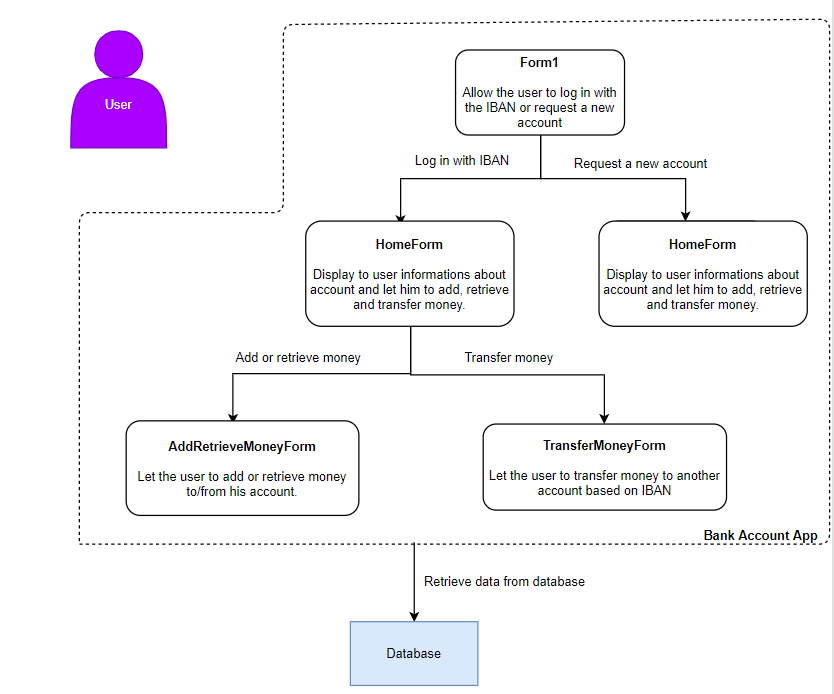 User
Form1
Allow the user to log in with
the IBAN or request a new
account
Log in with IBAN
Request a new account
HomeForm
Display to user informations about
account and let him to add, retrieve
and transfer money.
HomeForm
Display to user informations about
account and let him to add, retrieve
and transfer money.
Add or retrieve money
Transfer money
AddRetrieveMoneyForm
Let the user to add or retrieve money
to/from his account.
TransferMoneyForm
Let the user to transfer money to another
account based on IBAN
Bank Account App
Retrieve data from database
Database